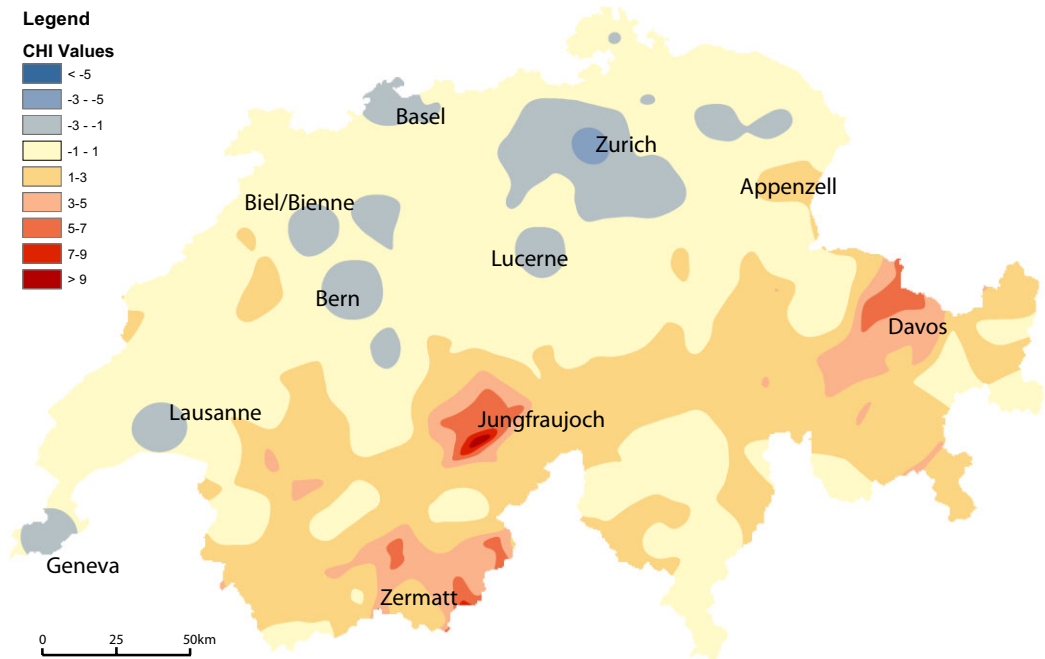 Legend
CHI Values
< -5
-3 - -5
-3 - -1
-1 - 1
1-3
3-5
5-7
7-9
> 9
Basel
Zurich
Appenzell
Biel/Bienne
Lucerne
Bern
Davos
Lausanne
Jungfraujoch
Geneva
Zermatt
0 25 50km